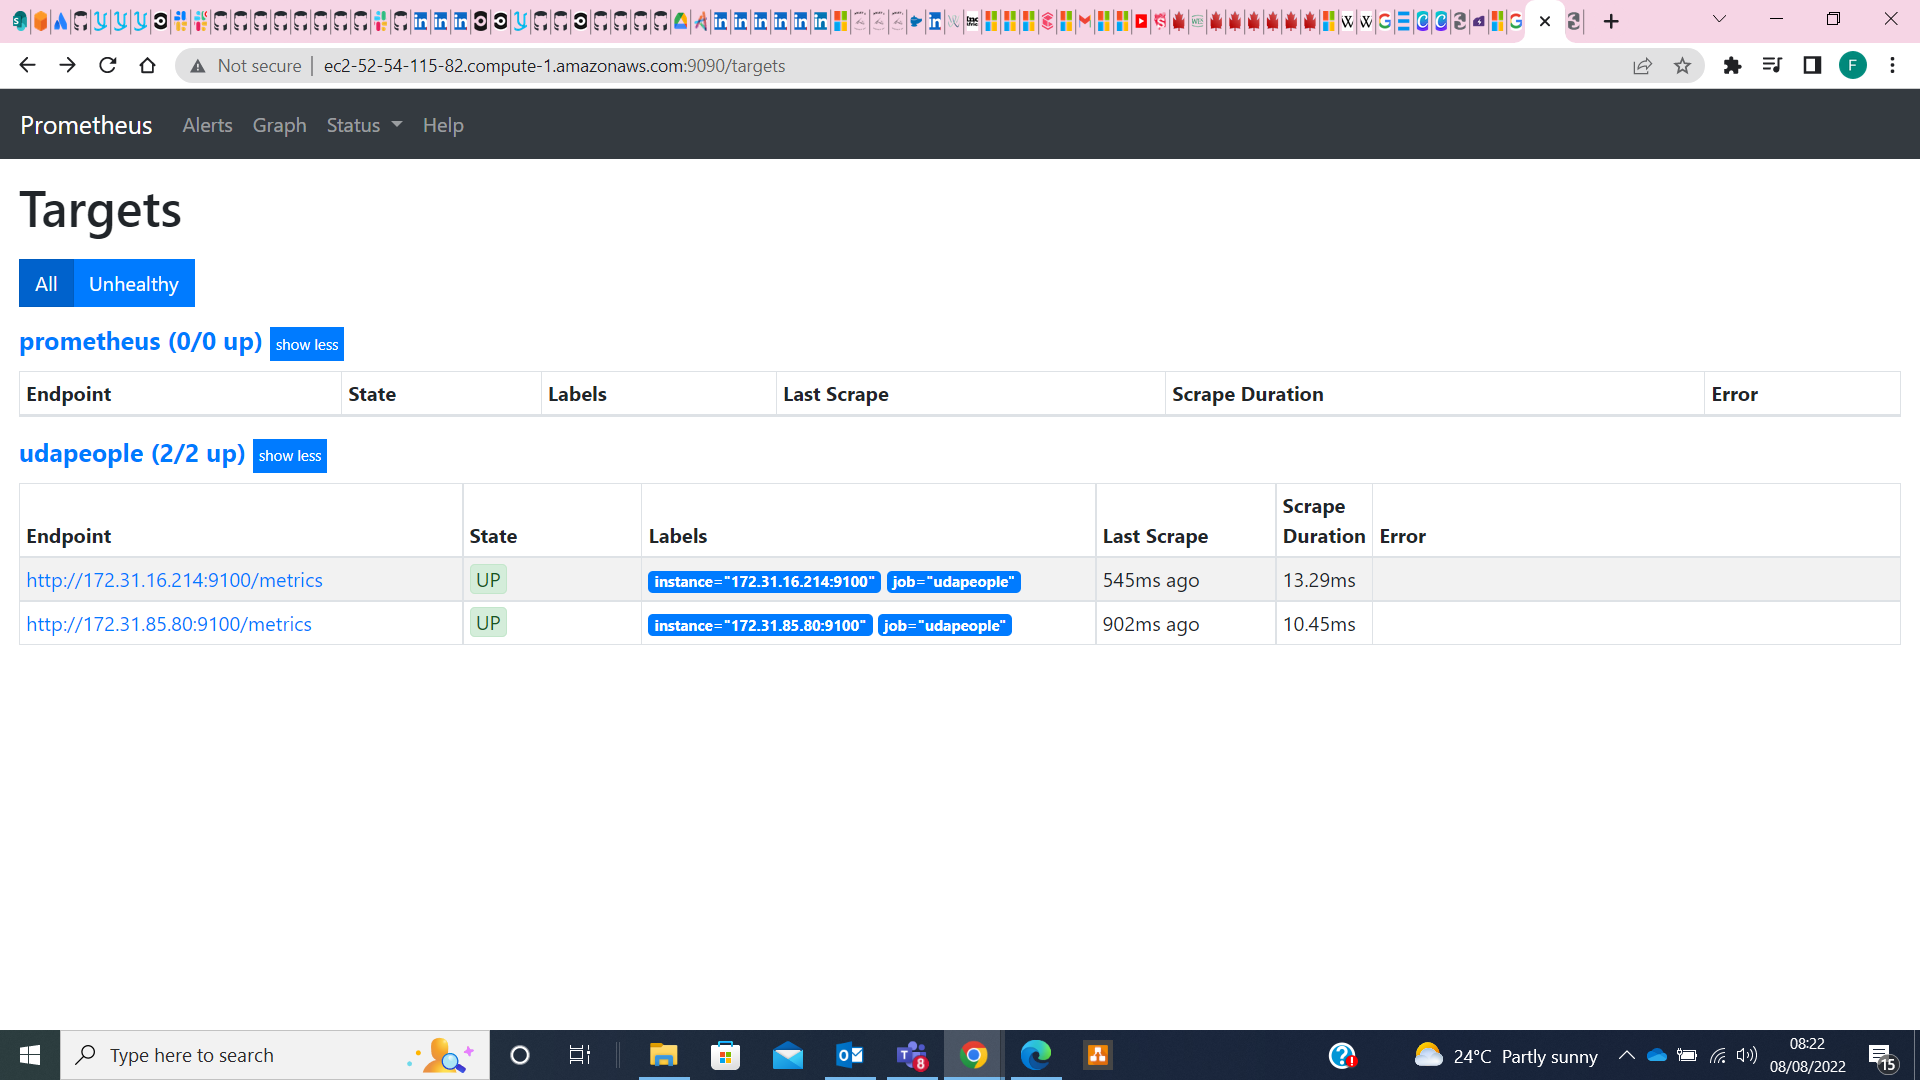 Not secure | ec2-52-54-115-82.compute-1.amazonaws.com:9090/targets
F
Prometheus Alerts Graph Status Help
Targets
All Unhealthy
prometheus (0/0 up) show less
Endpoint State Labels Last Scrape Scrape Duration Error
udapeople (2/2 up) show less
Endpoint State Labels Last Scrape Scrape Duration Error
http://172.31.16.214:9100/metrics UP instance="172.31.16.214:9100" job="udapeople" 545ms ago 13.29ms
http://172.31.85.80:9100/metrics UP instance="172.31.85.80:9100" job="udapeople" 902ms ago 10.45ms
Type here to search
8
24°C Partly sunny
08:22
08/08/2022
15